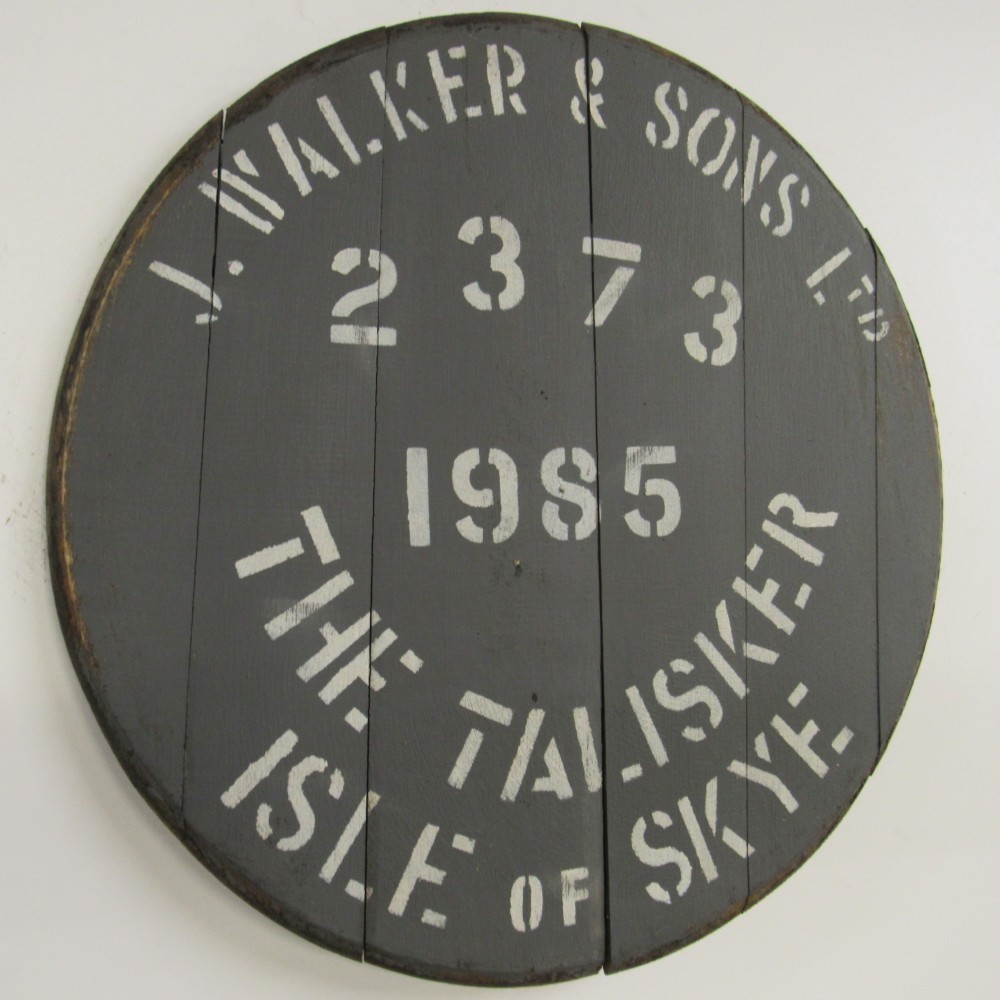 J. WALKER & SONS LTD
2373
1985
THE TALISKER
ISLE OF SKYE